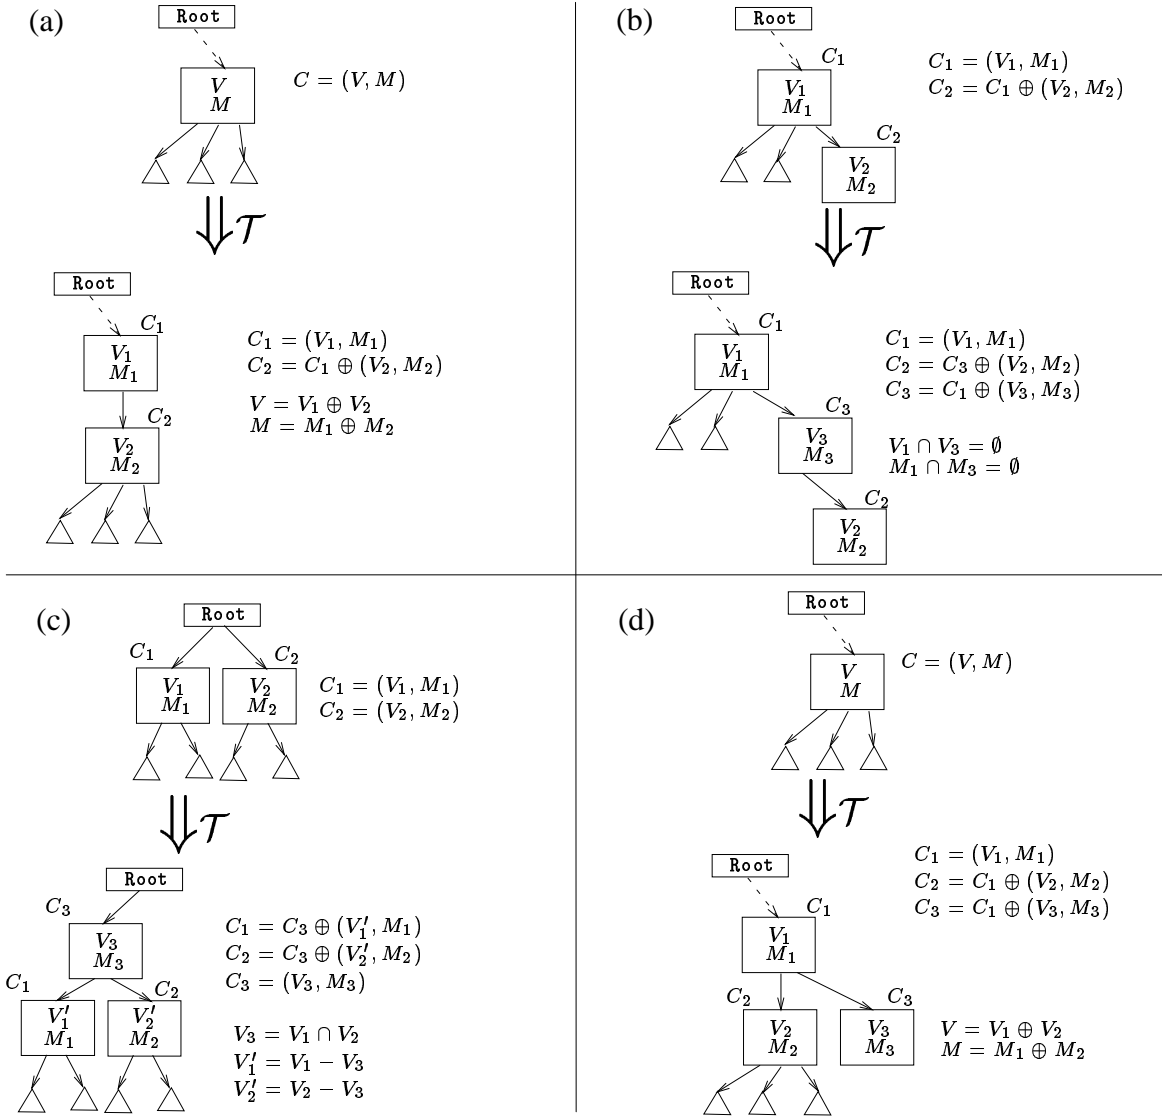 (a)
Root
V
M
C = (V, M)
𝒯
Root
C₁
V₁
M₁
C₁ = (V₁, M₁)
C₂ = C₁ ⊕ (V₂, M₂)
V = V₁ ⊕ V₂
M = M₁ ⊕ M₂
C₂
V₂
M₂
(b)
Root
C₁
V₁
M₁
C₁ = (V₁, M₁)
C₂ = C₁ ⊕ (V₂, M₂)
C₂
V₂
M₂
𝒯
Root
C₁
V₁
M₁
C₁ = (V₁, M₁)
C₂ = C₃ ⊕ (V₂, M₂)
C₃ = C₁ ⊕ (V₃, M₃)
C₃
V₃
M₃
V₁ ∩ V₃ = ∅
M₁ ∩ M₃ = ∅
C₂
V₂
M₂
(c)
Root
C₁
C₂
V₁
M₁
V₂
M₂
C₁ = (V₁, M₁)
C₂ = (V₂, M₂)
𝒯
Root
C₃
V₃
M₃
C₁ = C₃ ⊕ (V₁′, M₁)
C₂ = C₃ ⊕ (V₂′, M₂)
C₃ = (V₃, M₃)
C₁
C₂
V₁′
M₁
V₂′
M₂
V₃ = V₁ ∩ V₂
V₁′ = V₁ − V₃
V₂′ = V₂ − V₃
(d)
Root
V
M
C = (V, M)
𝒯
C₁ = (V₁, M₁)
C₂ = C₁ ⊕ (V₂, M₂)
C₃ = C₁ ⊕ (V₃, M₃)
Root
C₁
V₁
M₁
C₂
C₃
V₂
M₂
V₃
M₃
V = V₁ ⊕ V₂
M = M₁ ⊕ M₂